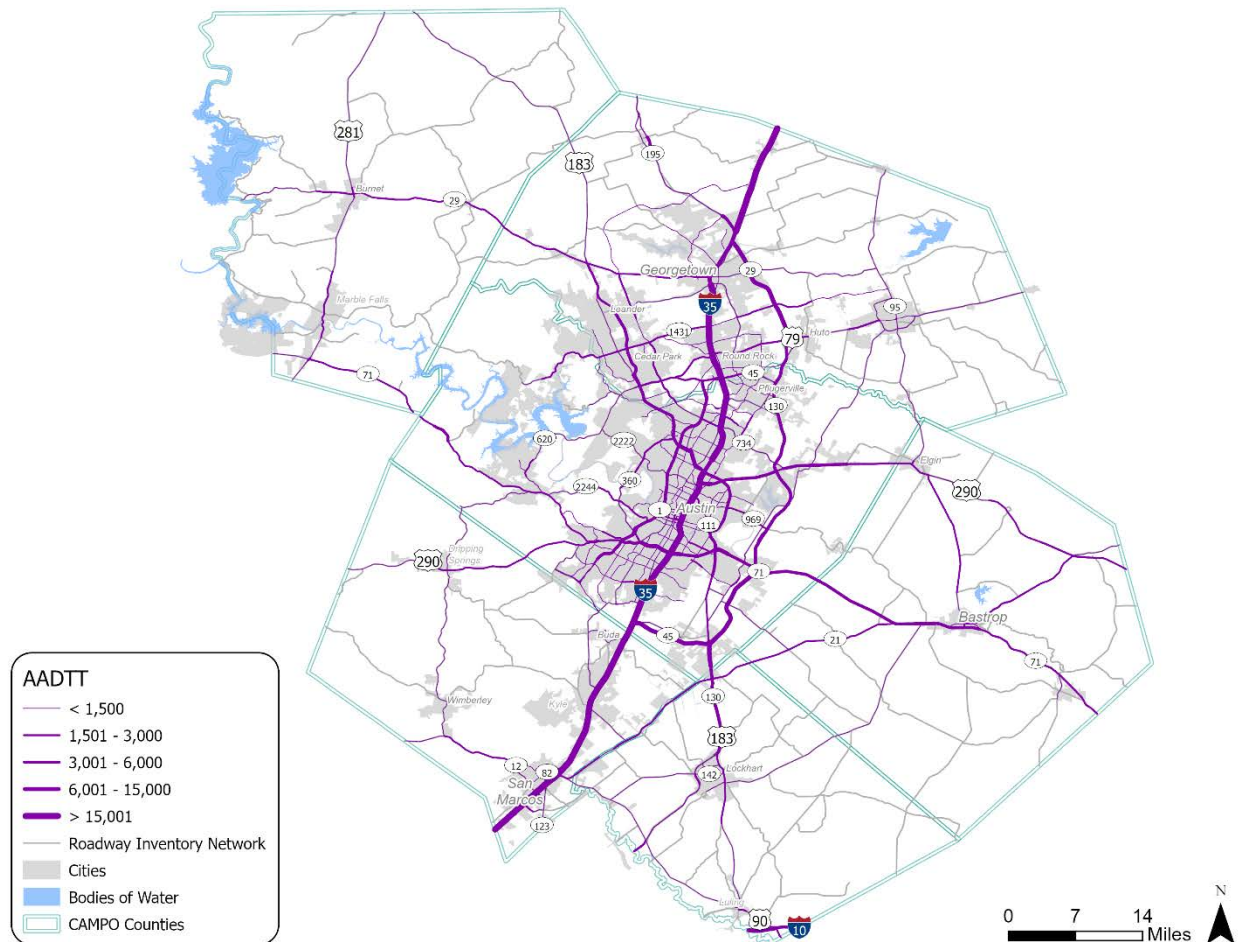 281
183
195
Burnet
29
Georgetown
29
35
95
Marble Falls
Leander
1431
79
Hutto
Cedar Park
Round Rock
45
71
Pflugerville
130
620
2222
734
Elgin
360
2244
290
1
Austin
111
969
Dripping
Springs
290
71
35
Bastrop
Buda
45
21
71
Wimberley
Kyle
130
183
12
82
142
Lockhart
San
Marcos
123
Luling
90
10
AADTT
< 1,500
1,501 - 3,000
3,001 - 6,000
6,001 - 15,000
> 15,001
Roadway Inventory Network
Cities
Bodies of Water
CAMPO Counties
0 7 14
Miles
N